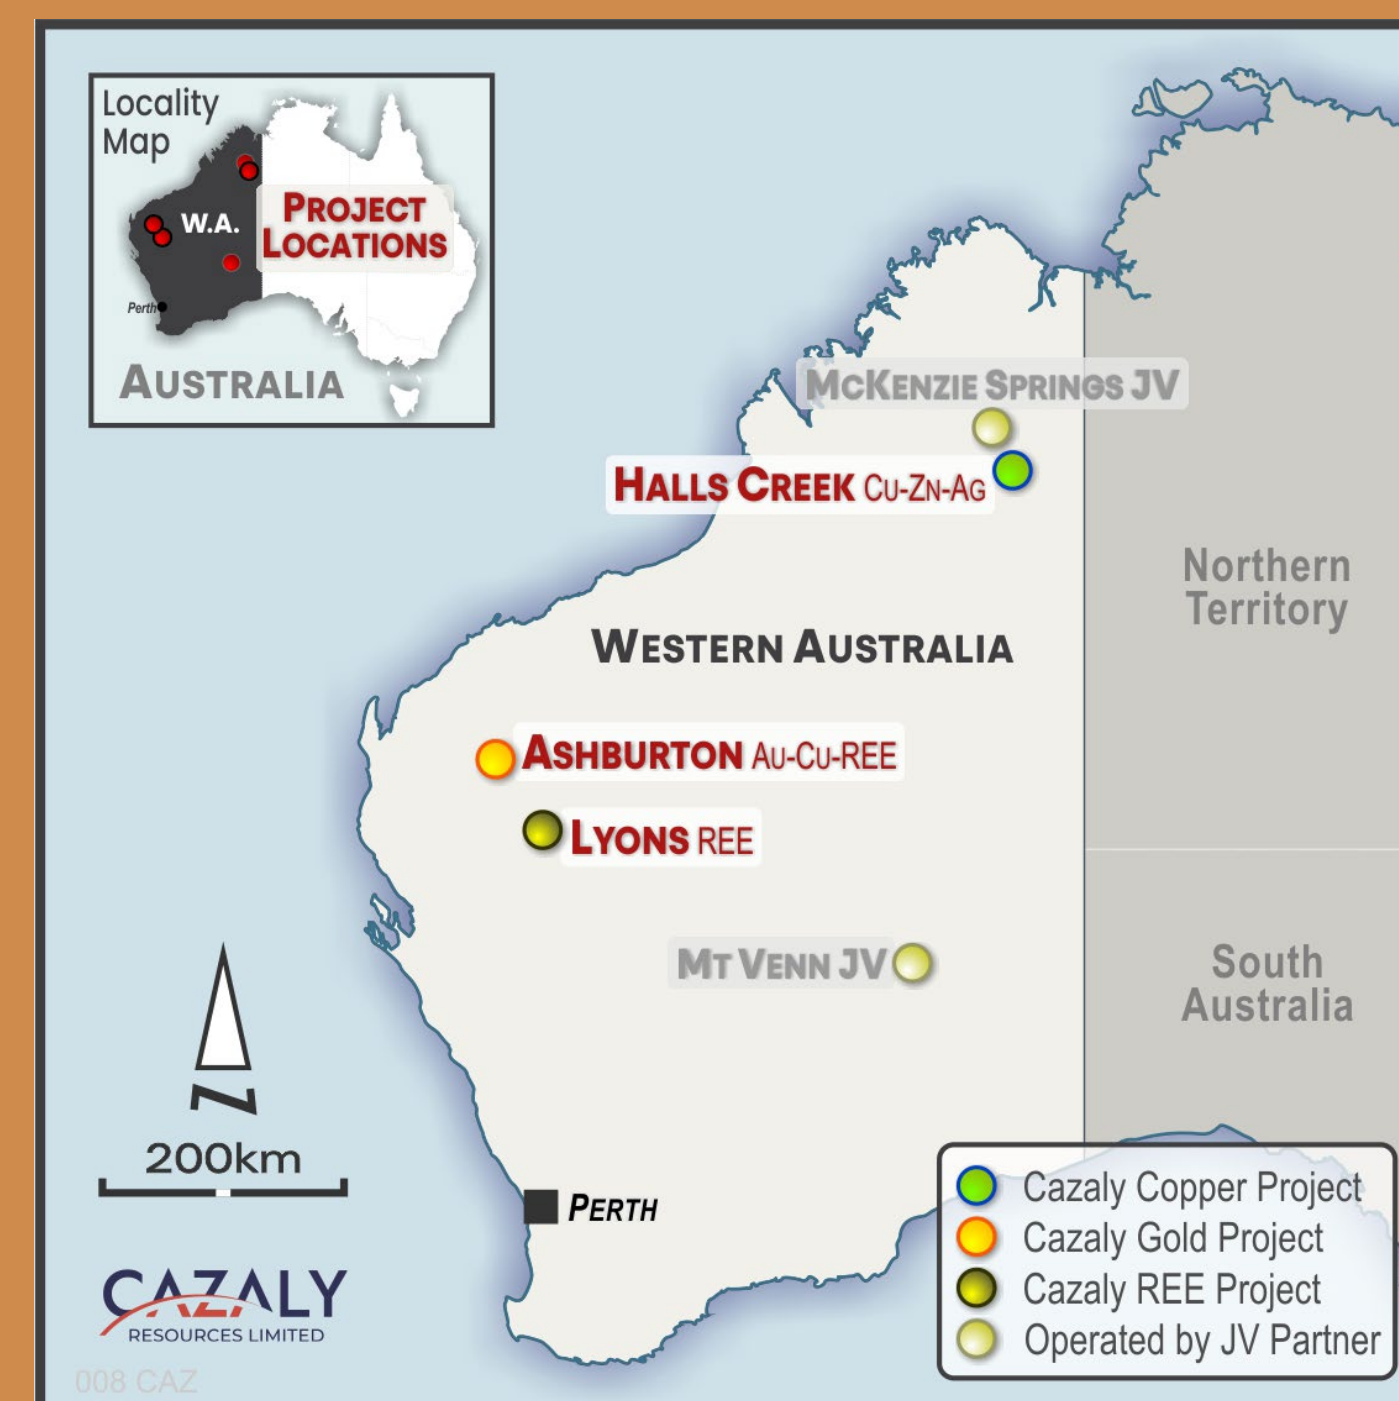 Locality
Map
W.A.
PROJECT
LOCATIONS
Perth
AUSTRALIA
MCKENZIE SPRINGS JV
HALLS CREEK CU-ZN-AG
Northern
Territory
WESTERN AUSTRALIA
ASHBURTON AU-CU-REE
LYONS REE
MT VENN JV
South
Australia
N
200km
PERTH
Cazaly Copper Project
Cazaly Gold Project
Cazaly REE Project
Operated by JV Partner
CAZALY
RESOURCES LIMITED
008 CAZ